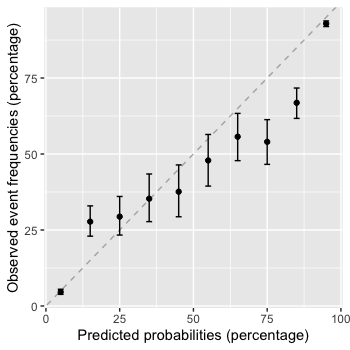 Observed event frequencies (percentage)
75
50
25
0
0 25 50 75 100
Predicted probabilities (percentage)